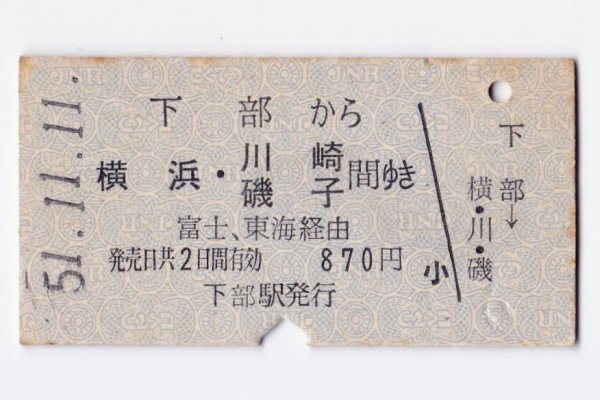 51.11.11.
下部から
横浜・川崎
磯子間ゆき
富士、東海経由
発売日共2日間有効 870円
下部駅発行
小
下部→
横・川・磯